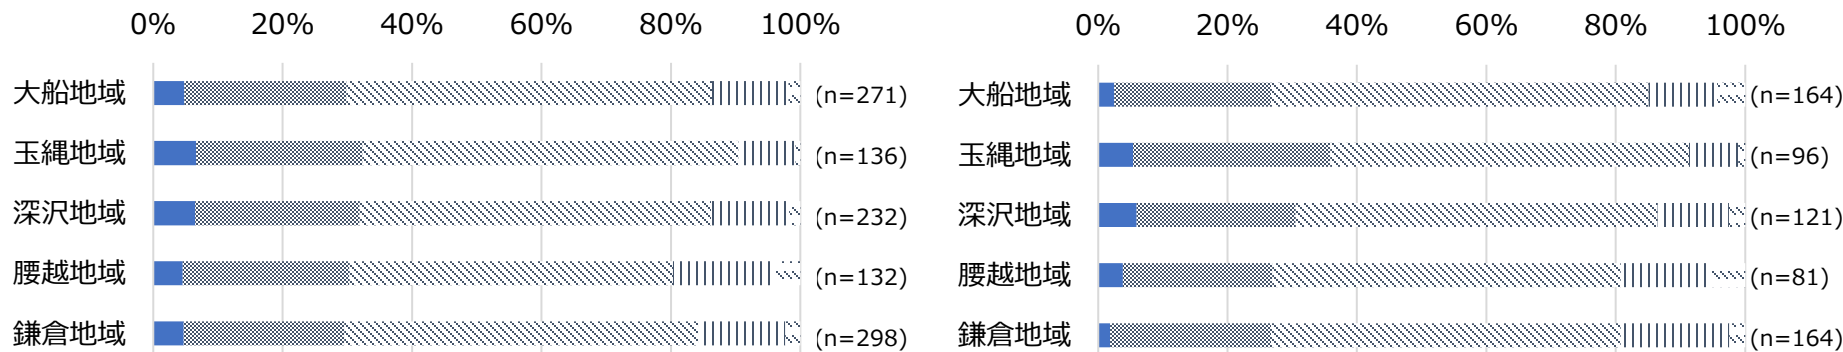 0% 20% 40% 60% 80% 100%
大船地域 (n=271)
玉縄地域 (n=136)
深沢地域 (n=232)
腰越地域 (n=132)
鎌倉地域 (n=298)
0% 20% 40% 60% 80% 100%
大船地域 (n=164)
玉縄地域 (n=96)
深沢地域 (n=121)
腰越地域 (n=81)
鎌倉地域 (n=164)